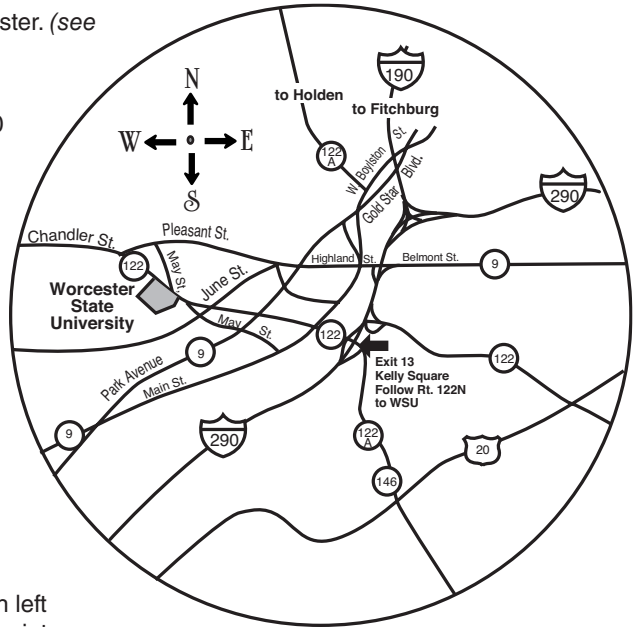 ster. (see
190
to Holden
to Fitchburg
N
W E
S
122
A
W. Boylston St
Gold Star Blvd.
290
Chandler St.
Pleasant St.
Highland St.
Belmont St.
9
122
May St.
June St.
Worcester
State
University
May St.
122
Park Avenue
9
Main St.
Exit 13
Kelly Square
Follow Rt. 122N
to WSU
122
9
290
122
A
20
146
n left